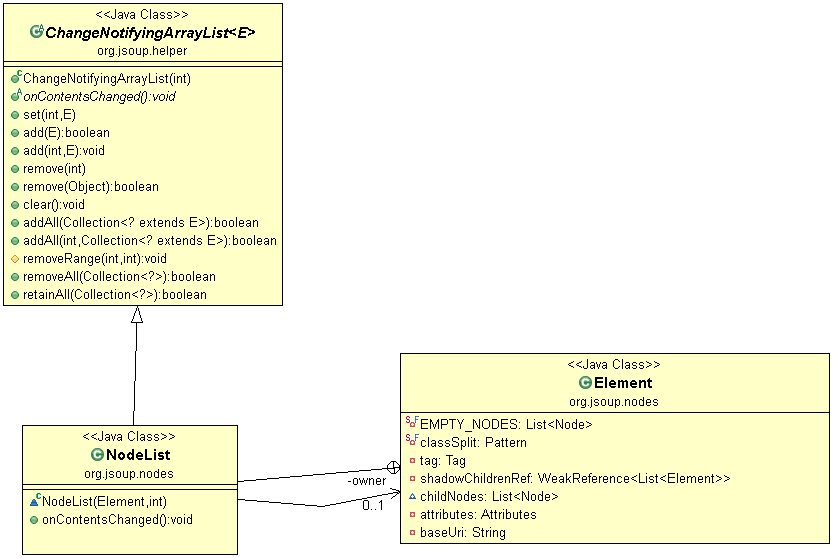 <<Java Class>>
ChangeNotifyingArrayList<E>
org.jsoup.helper
ChangeNotifyingArrayList(int)
onContentsChanged():void
set(int,E)
add(E):boolean
add(int,E):void
remove(int)
remove(Object):boolean
clear():void
addAll(Collection<? extends E>):boolean
addAll(int,Collection<? extends E>):boolean
removeRange(int,int):void
removeAll(Collection<?>):boolean
retainAll(Collection<?>):boolean
<<Java Class>>
NodeList
org.jsoup.nodes
NodeList(Element,int)
onContentsChanged():void
-owner
0..1
<<Java Class>>
Element
org.jsoup.nodes
EMPTY_NODES: List<Node>
classSplit: Pattern
tag: Tag
shadowChildrenRef: WeakReference<List<Element>>
childNodes: List<Node>
attributes: Attributes
baseUri: String